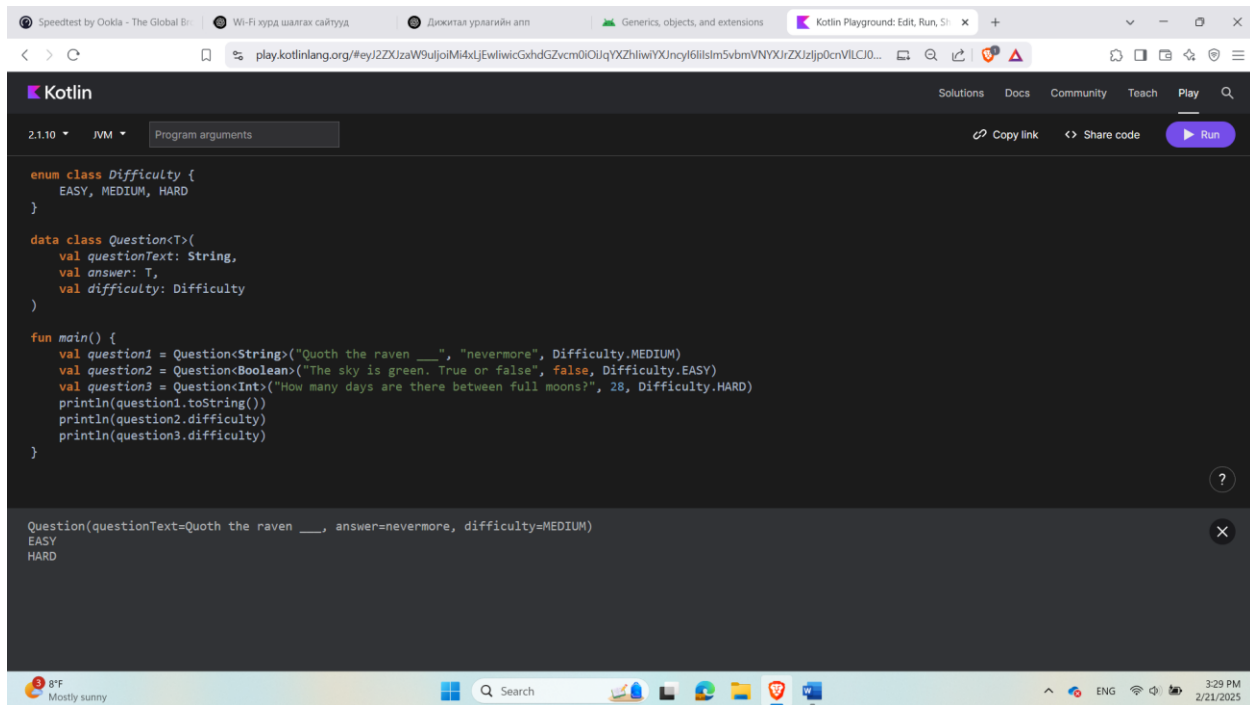 Speedtest by Ookla - The Global Br
Wi-Fi хурд шалгах сайтууд
Дижитал урлагийн апп
Generics, objects, and extensions
Kotlin Playground: Edit, Run, Sh
play.kotlinlang.org/#
Kotlin
Solutions Docs Community Teach Play
2.1.10 JVM Program arguments Copy link Share code Run
enum class Difficulty {
    EASY, MEDIUM, HARD
}
data class Question<T>(
    val questionText: String,
    val answer: T,
    val difficulty: Difficulty
)
fun main() {
    val question1 = Question<String>("Quoth the raven ___", "nevermore", Difficulty.MEDIUM)
    val question2 = Question<Boolean>("The sky is green. True or false", false, Difficulty.EASY)
    val question3 = Question<Int>("How many days are there between full moons?", 28, Difficulty.HARD)
    println(question1.toString())
    println(question2.difficulty)
    println(question3.difficulty)
}
?
Question(questionText=Quoth the raven ___, answer=nevermore, difficulty=MEDIUM)
EASY
HARD
3
8°F
Mostly sunny
Search
ENG
3:29 PM
2/21/2025